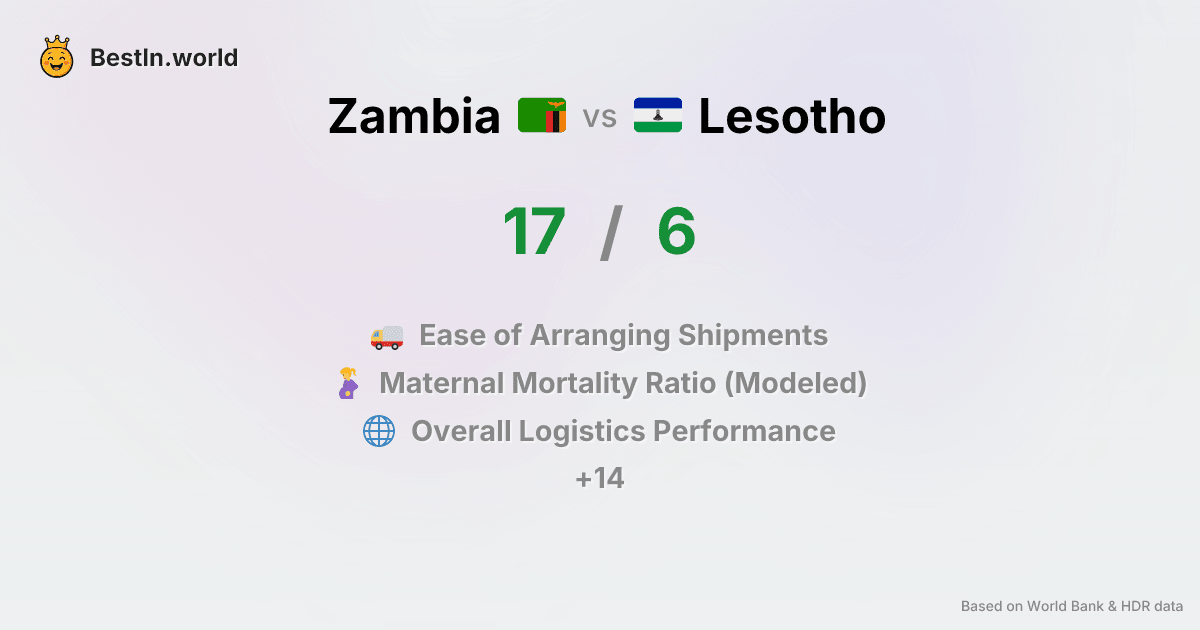 BestIn.world
Zambia vs Lesotho
17 / 6
Ease of Arranging Shipments
Maternal Mortality Ratio (Modeled)
Overall Logistics Performance
+14
Based on World Bank & HDR data